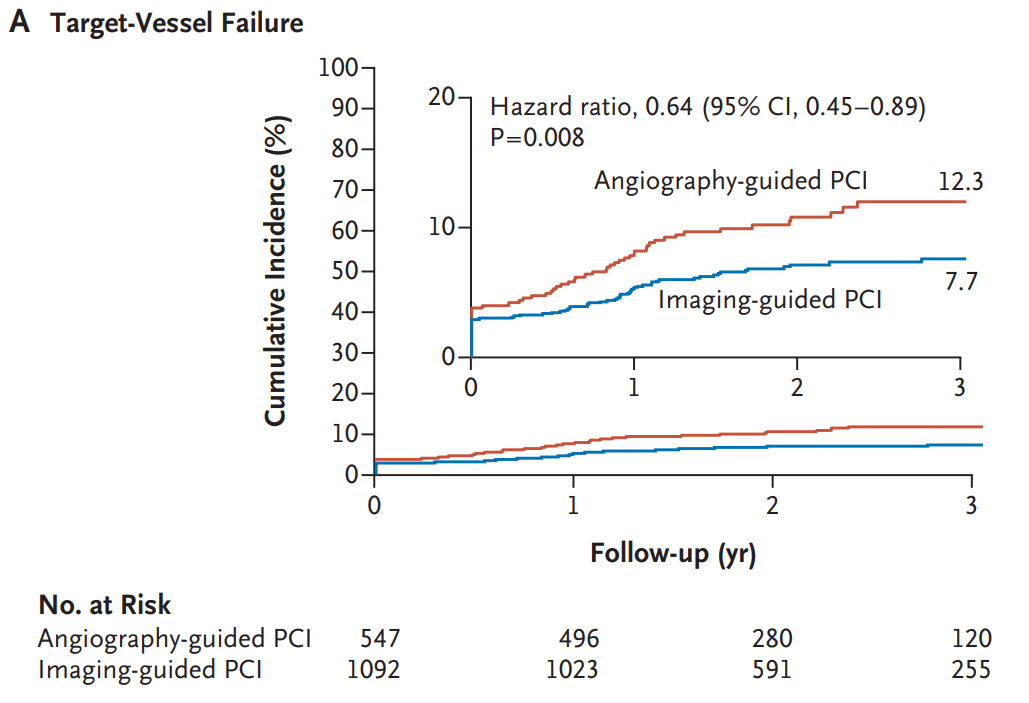 A Target-Vessel Failure
Cumulative Incidence (%)
100
90
80
70
60
50
40
30
20
10
0
20
10
0
Hazard ratio, 0.64 (95% CI, 0.45–0.89)
P=0.008
Angiography-guided PCI
12.3
7.7
Imaging-guided PCI
0 1 2 3
0 1 2 3
Follow-up (yr)
No. at Risk
Angiography-guided PCI 547 496 280 120
Imaging-guided PCI 1092 1023 591 255